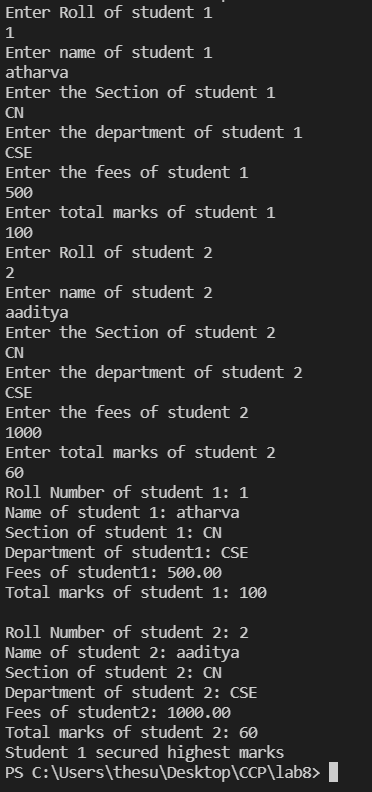 Enter Roll of student 1
1
Enter name of student 1
atharva
Enter the Section of student 1
CN
Enter the department of student 1
CSE
Enter the fees of student 1
500
Enter total marks of student 1
100
Enter Roll of student 2
2
Enter name of student 2
aaditya
Enter the Section of student 2
CN
Enter the department of student 2
CSE
Enter the fees of student 2
1000
Enter total marks of student 2
60
Roll Number of student 1: 1
Name of student 1: atharva
Section of student 1: CN
Department of student1: CSE
Fees of student1: 500.00
Total marks of student 1: 100

Roll Number of student 2: 2
Name of student 2: aaditya
Section of student 2: CN
Department of student 2: CSE
Fees of student2: 1000.00
Total marks of student 2: 60
Student 1 secured highest marks
PS C:\Users\thesu\Desktop\CCP\lab8>